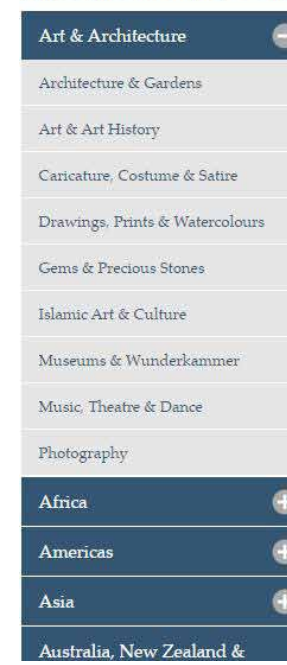 Art & Architecture
Architecture & Gardens
Art & Art History
Caricature, Costume & Satire
Drawings, Prints & Watercolours
Gems & Precious Stones
Islamic Art & Culture
Museums & Wunderkammer
Music, Theatre & Dance
Photography
Africa
Americas
Asia
Australia, New Zealand &